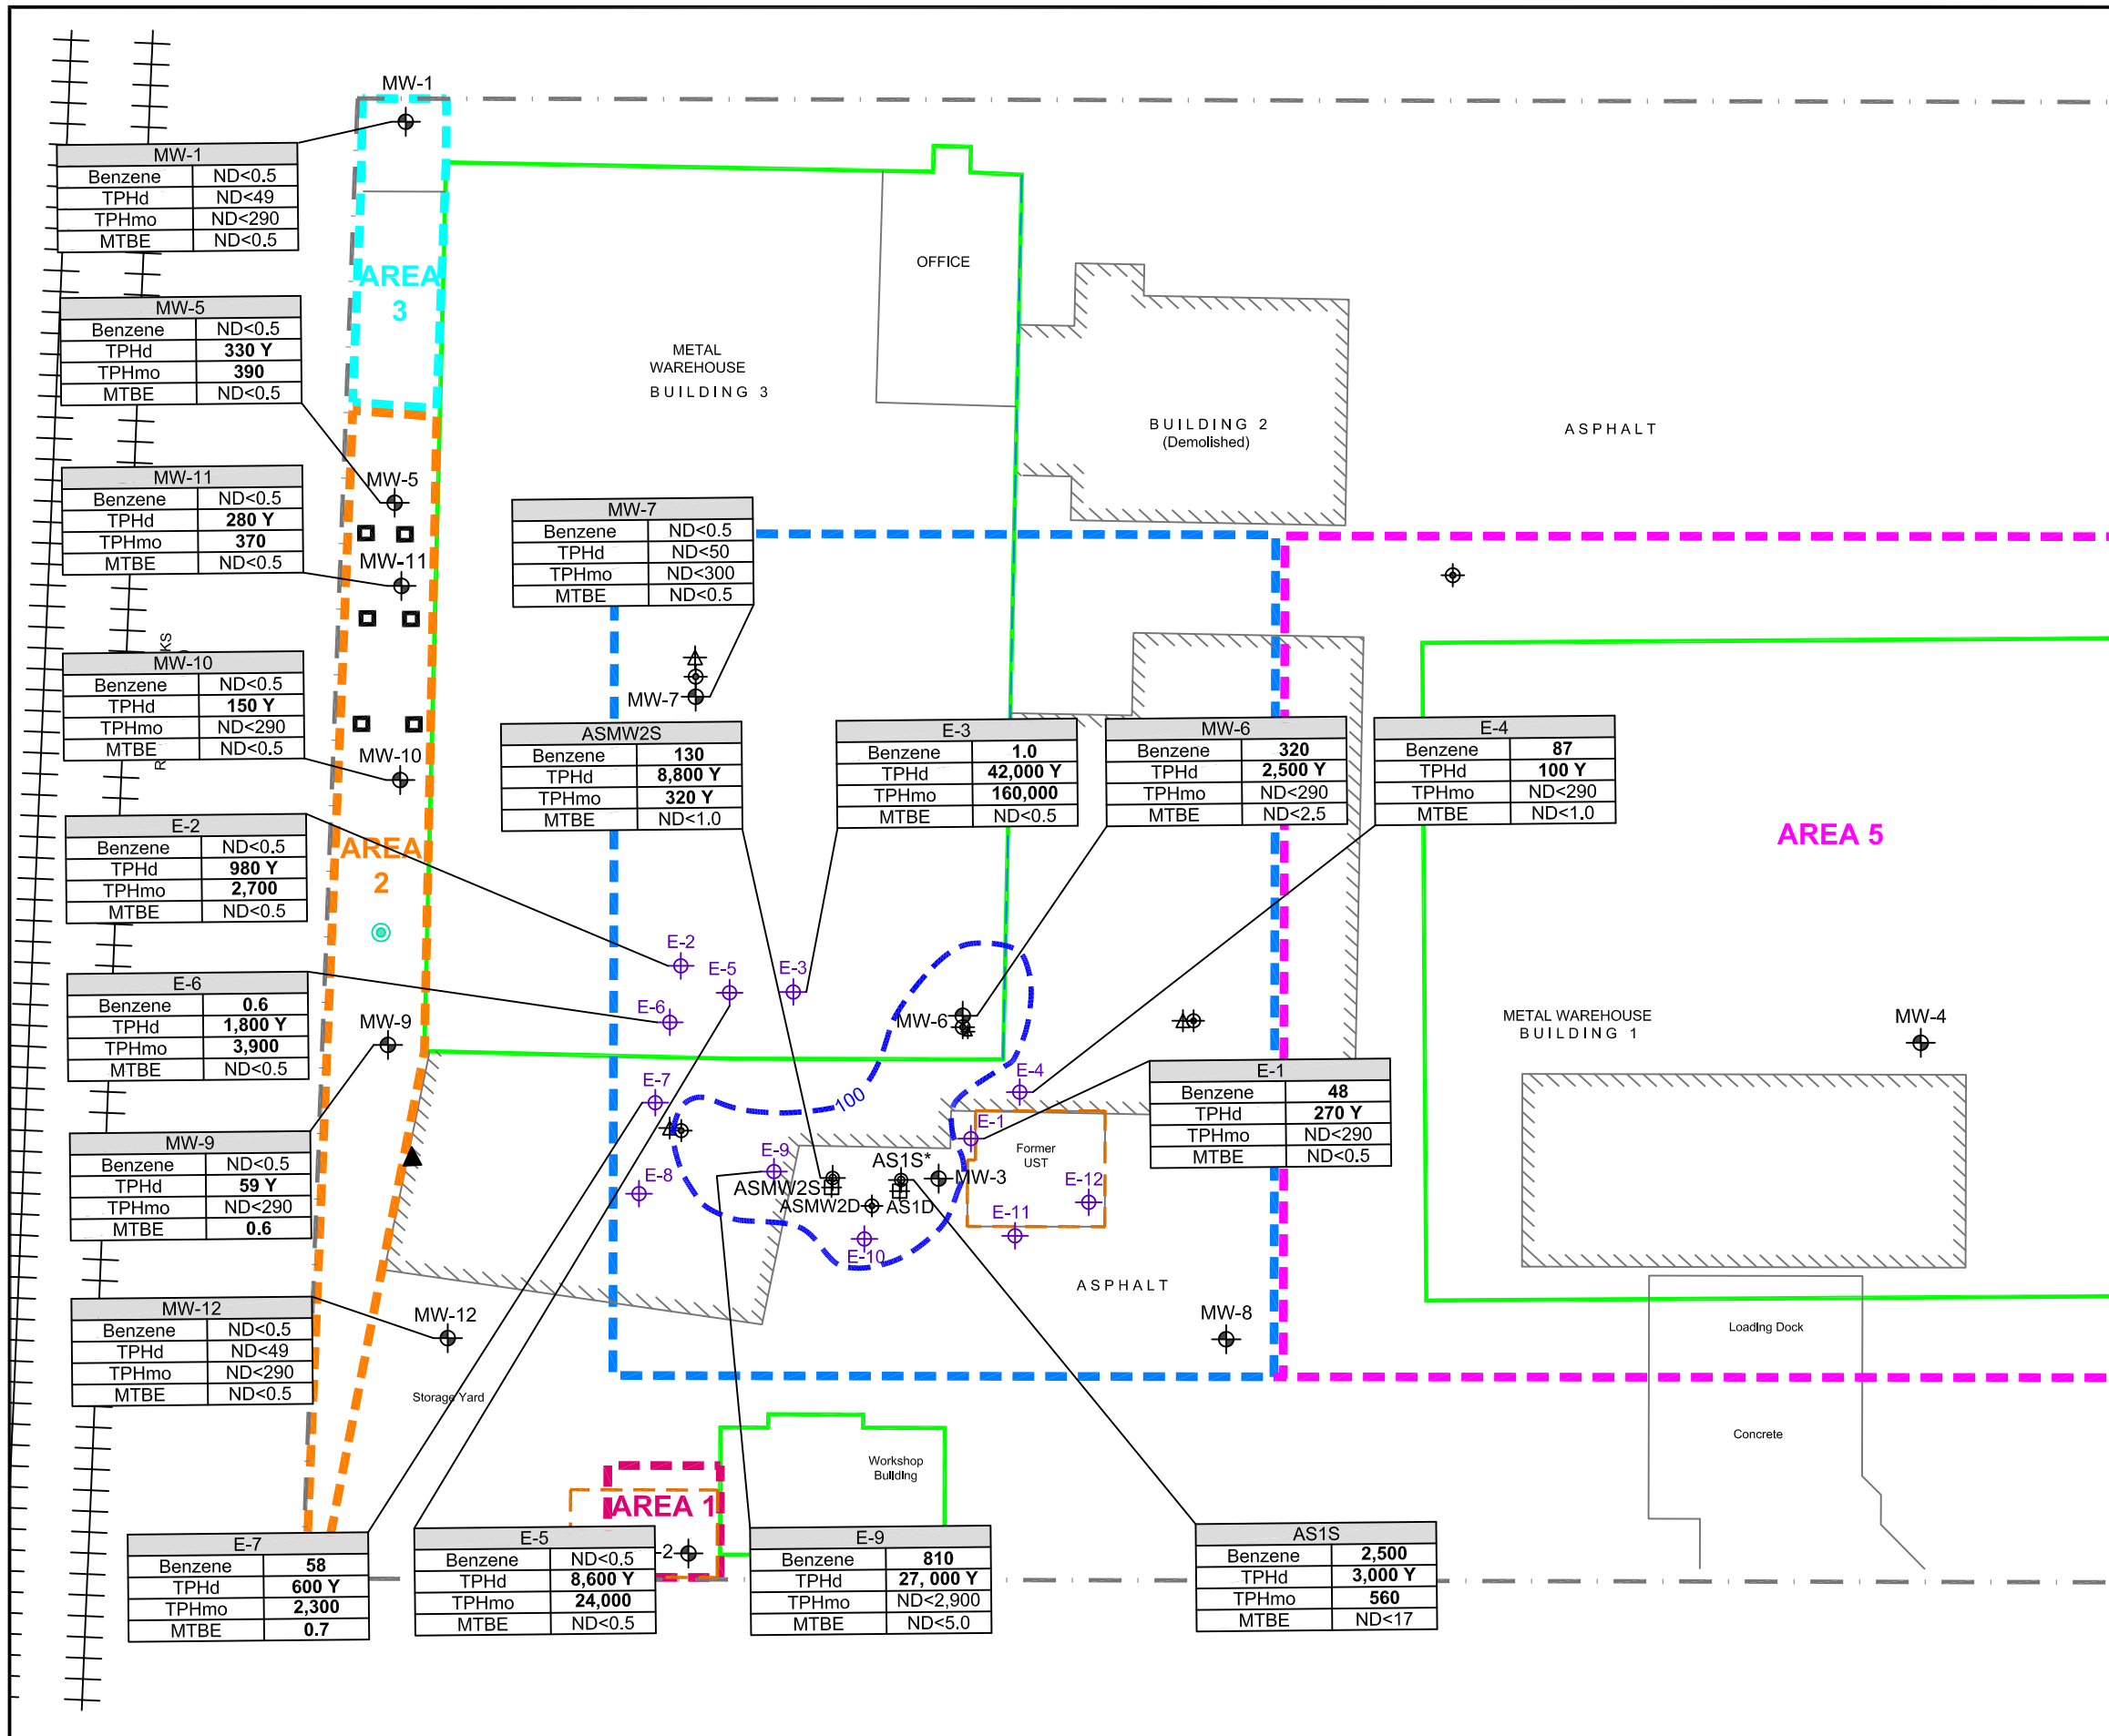 MW-1
MW-1
Benzene ND<0.5
TPHd ND<49
TPHmo ND<290
MTBE ND<0.5
AREA
3
OFFICE
METAL
WAREHOUSE
BUILDING 3
BUILDING 2
(Demolished)
ASPHALT
MW-5
Benzene ND<0.5
TPHd 330 Y
TPHmo 390
MTBE ND<0.5
MW-5
MW-11
Benzene ND<0.5
TPHd 280 Y
TPHmo 370
MTBE ND<0.5
MW-11
MW-7
Benzene ND<0.5
TPHd ND<50
TPHmo ND<300
MTBE ND<0.5
MW-7
KS
R
MW-10
Benzene ND<0.5
TPHd 150 Y
TPHmo ND<290
MTBE ND<0.5
MW-10
ASMW2S
Benzene 130
TPHd 8,800 Y
TPHmo 320 Y
MTBE ND<1.0
E-3
Benzene 1.0
TPHd 42,000 Y
TPHmo 160,000
MTBE ND<0.5
MW-6
Benzene 320
TPHd 2,500 Y
TPHmo ND<290
MTBE ND<2.5
E-4
Benzene 87
TPHd 100 Y
TPHmo ND<290
MTBE ND<1.0
AREA 5
E-2
Benzene ND<0.5
TPHd 980 Y
TPHmo 2,700
MTBE ND<0.5
AREA
2
E-2
E-5
E-3
E-6
MW-6
E-6
Benzene 0.6
TPHd 1,800 Y
TPHmo 3,900
MTBE ND<0.5
MW-9
METAL WAREHOUSE
BUILDING 1
MW-4
E-7
100
E-4
E-1
Benzene 48
TPHd 270 Y
TPHmo ND<290
MTBE ND<0.5
E-1
Former
UST
MW-9
Benzene ND<0.5
TPHd 59 Y
TPHmo ND<290
MTBE 0.6
E-9
E-8
ASMW2S
AS1S*
MW-3
ASMW2D
AS1D
E-12
E-11
E-10
ASPHALT
MW-12
Benzene ND<0.5
TPHd ND<49
TPHmo ND<290
MTBE ND<0.5
MW-12
MW-8
Loading Dock
Storage Yard
Concrete
Workshop
Building
AREA 1
-2
E-7
Benzene 58
TPHd 600 Y
TPHmo 2,300
MTBE 0.7
E-5
Benzene ND<0.5
TPHd 8,600 Y
TPHmo 24,000
MTBE ND<0.5
E-9
Benzene 810
TPHd 27, 000 Y
TPHmo ND<2,900
MTBE ND<5.0
AS1S
Benzene 2,500
TPHd 3,000 Y
TPHmo 560
MTBE ND<17